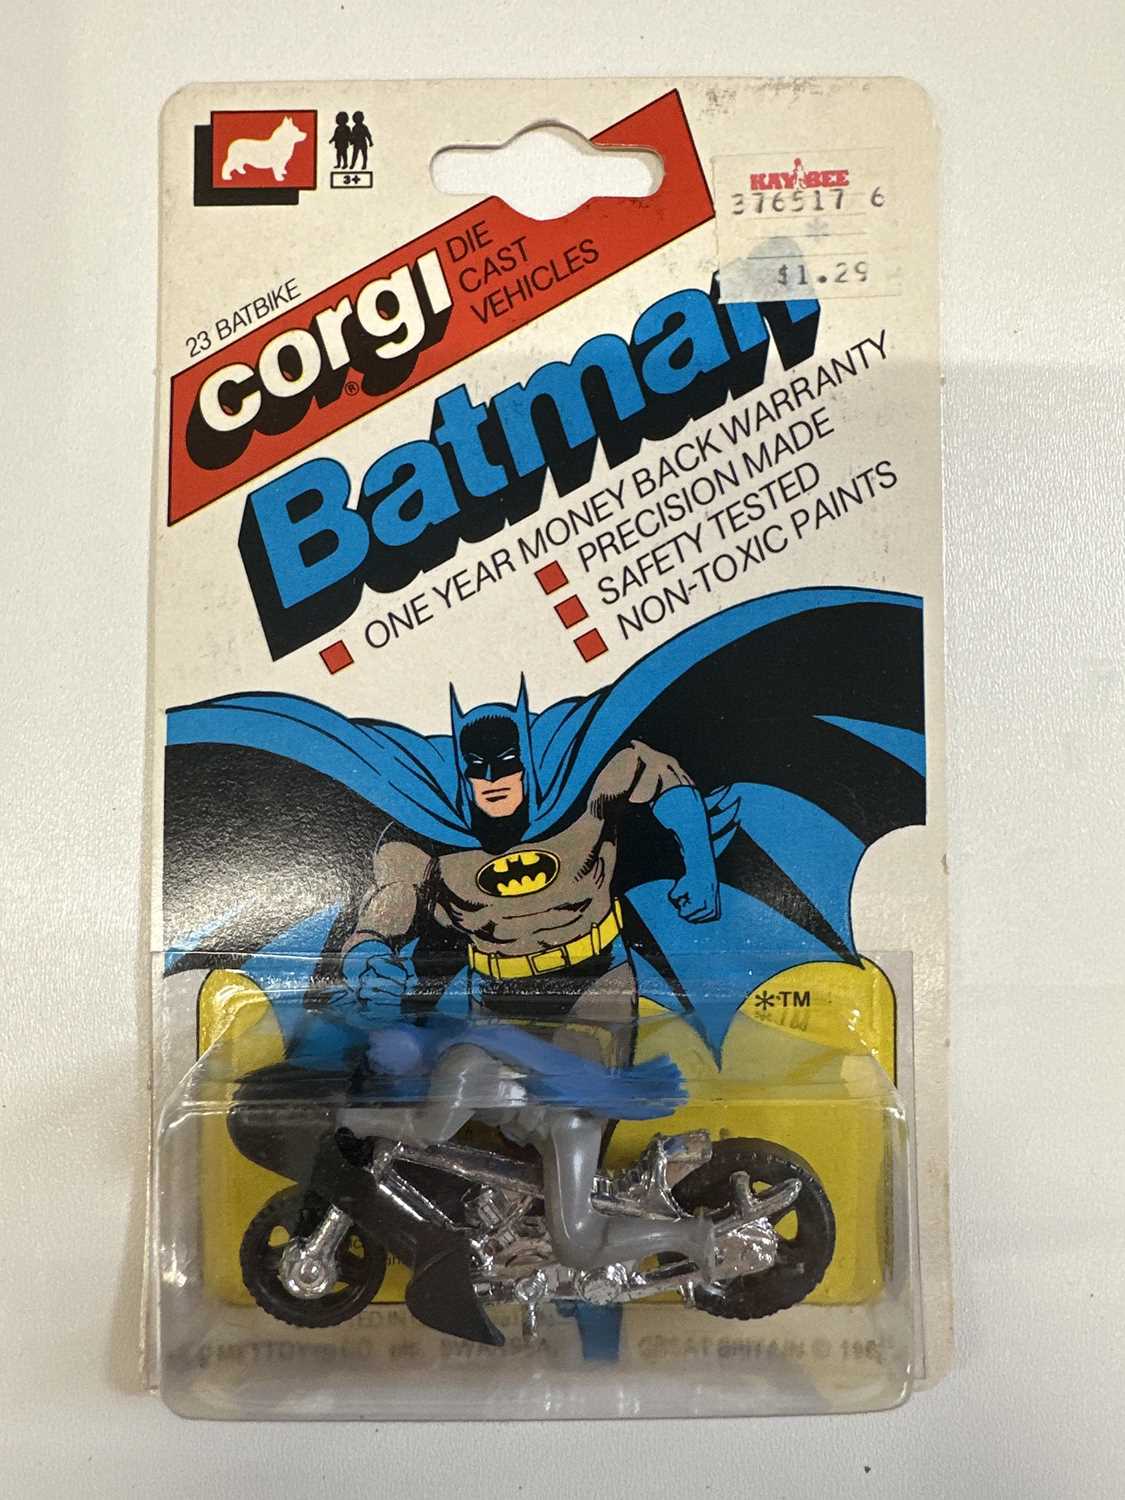 3+
KAY BEE
376517 6
*
$1.29
23 BATBIKE
corgi®
DIE
CAST
VEHICLES
Batman
ONE YEAR MONEY BACK WARRANTY
PRECISION MADE
SAFETY TESTED
NON-TOXIC PAINTS
*TM
GREAT BRITAIN ©